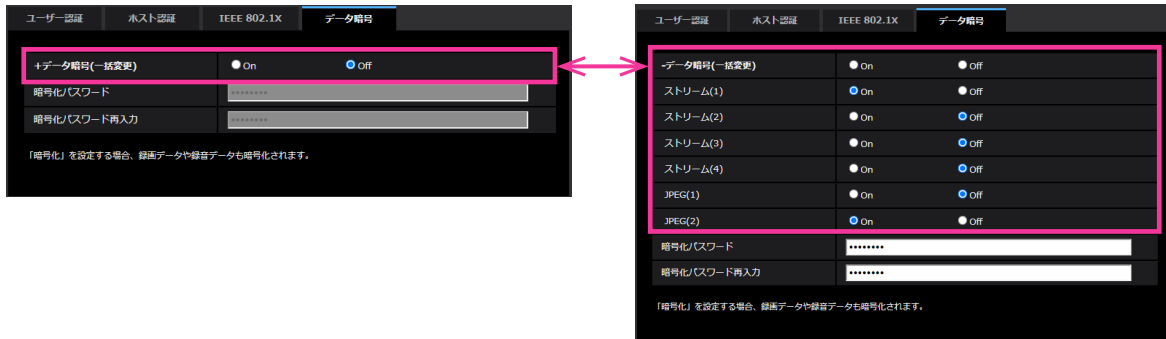 ユーザー認証 ホスト認証 IEEE 802.1X データ暗号
+データ暗号(一括変更) On Off
暗号化パスワード ••••••••
暗号化パスワード再入力 ••••••••
「暗号化」を設定する場合、録画データや録音データも暗号化されます。
ユーザー認証 ホスト認証 IEEE 802.1X データ暗号
-データ暗号(一括変更) On Off
ストリーム(1) On Off
ストリーム(2) On Off
ストリーム(3) On Off
ストリーム(4) On Off
JPEG(1) On Off
JPEG(2) On Off
暗号化パスワード ••••••••
暗号化パスワード再入力 ••••••••
「暗号化」を設定する場合、録画データや録音データも暗号化されます。